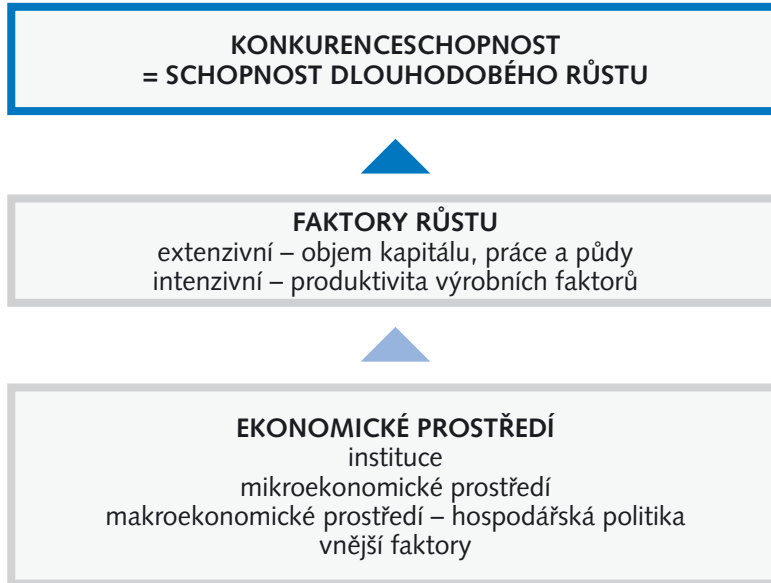 KONKURENCESCHOPNOST
= SCHOPNOST DLOUHODOBÉHO RŮSTU
FAKTORY RŮSTU
extenzivní – objem kapitálu, práce a půdy
intenzivní – produktivita výrobních faktorů
EKONOMICKÉ PROSTŘEDÍ
instituce
mikroekonomické prostředí
makroekonomické prostředí – hospodářská politika
vnější faktory